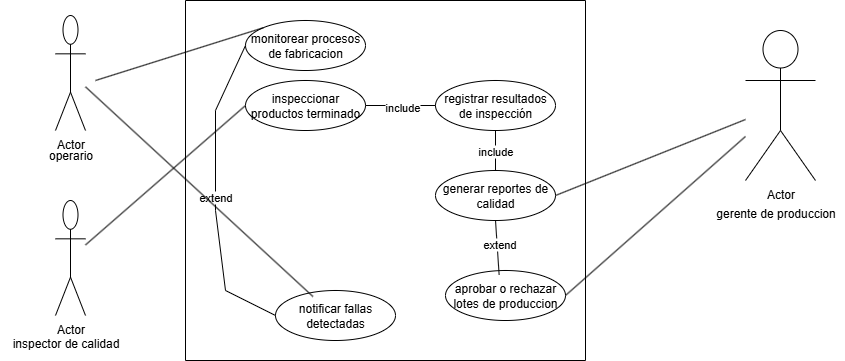 monitorear procesos
de fabricacion
inspeccionar
productos terminado
include
registrar resultados
de inspección
include
generar reportes de
calidad
extend
extend
aprobar o rechazar
lotes de produccion
notificar fallas
detectadas
Actor
operario
Actor
inspector de calidad
Actor
gerente de produccion